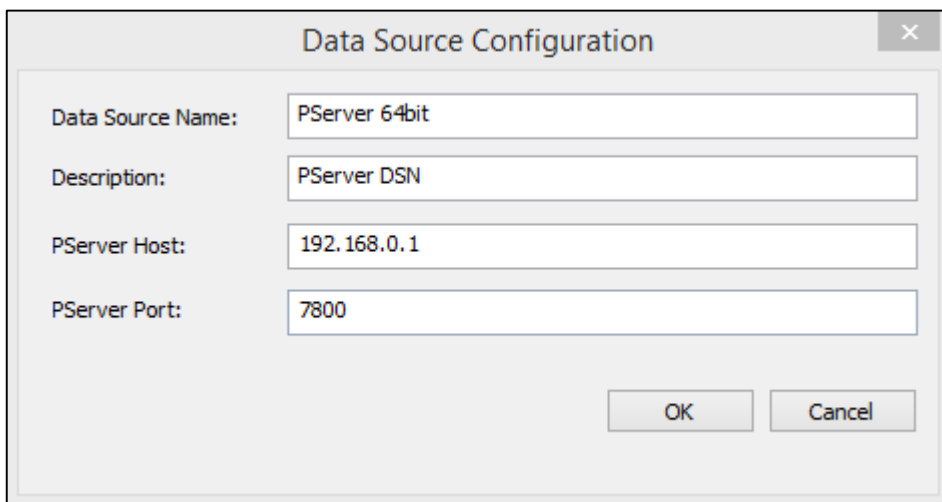 Data Source Configuration
Data Source Name: PServer 64bit
Description: PServer DSN
PServer Host: 192.168.0.1
PServer Port: 7800
OK Cancel